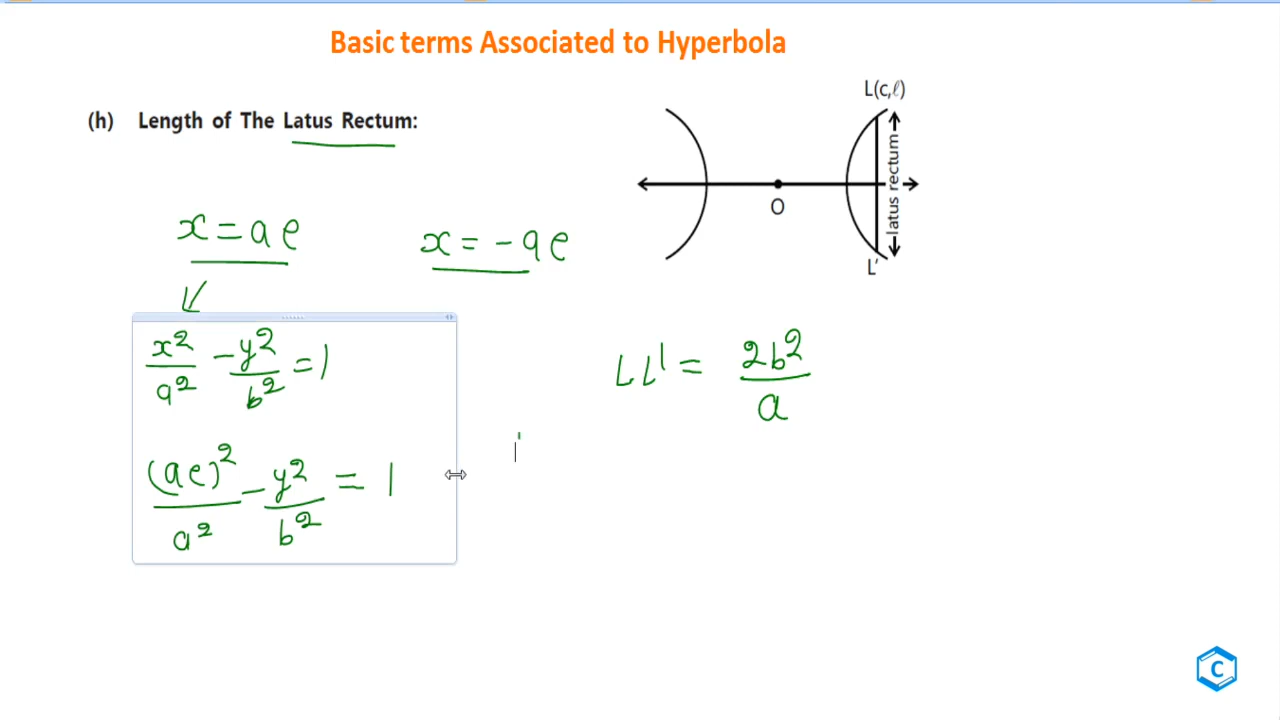 Basic terms Associated to Hyperbola
(h) Length of The Latus Rectum:
L(c,ℓ)
latus rectum
O
L'
x = ae
x = -ae
x²/a² - y²/b² = 1
LL' = 2b²/a
(ae)²/a² - y²/b² = 1
C